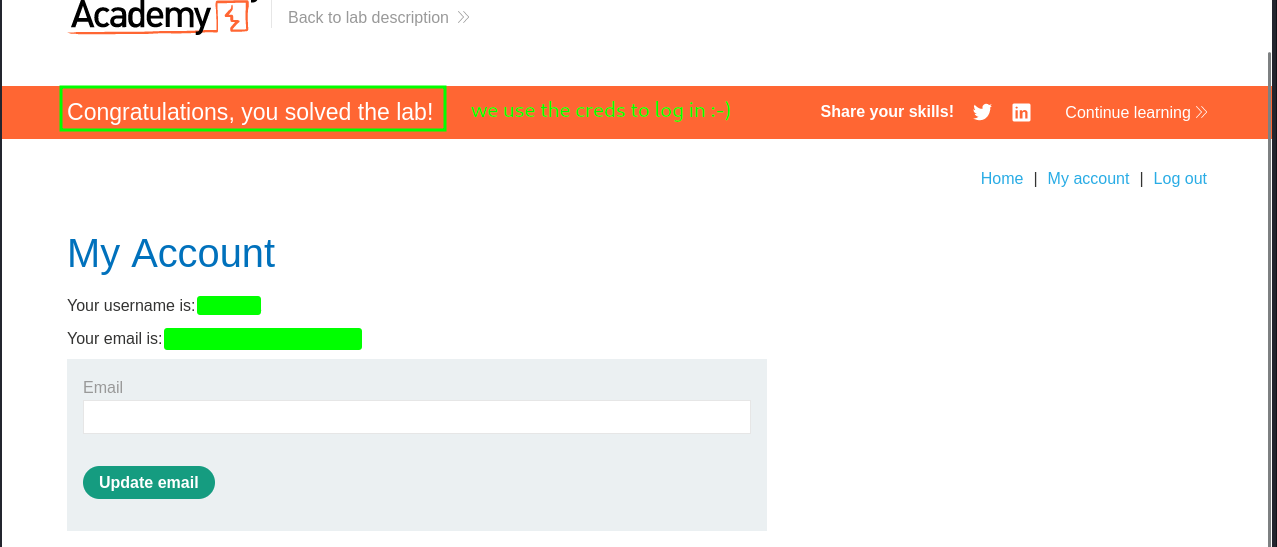 Academy
Back to lab description
Congratulations, you solved the lab!
we use the creds to log in :-)
Share your skills!
Continue learning
Home | My account | Log out
My Account
Your username is:
Your email is:
Email
Update email